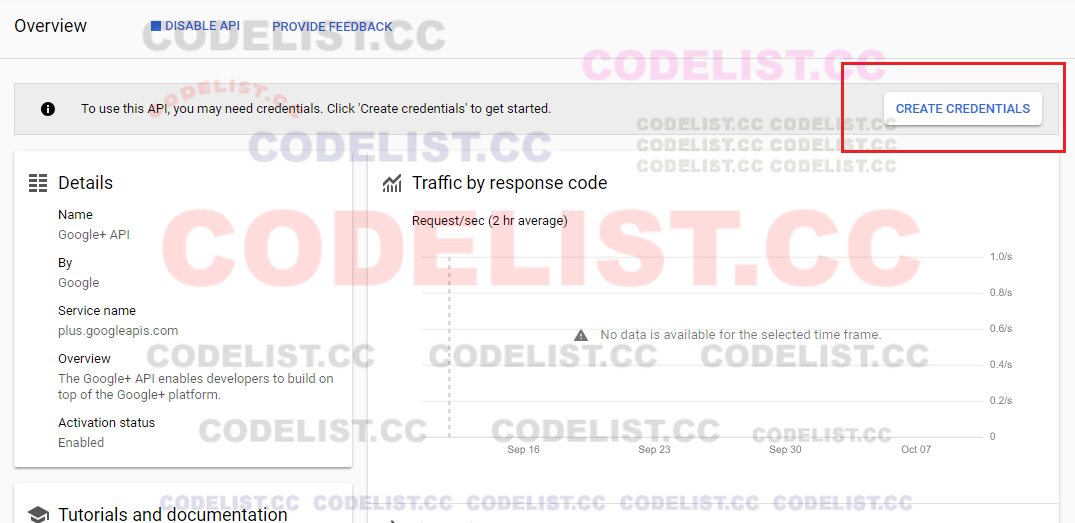 Overview
DISABLE API
PROVIDE FEEDBACK
CODELIST.CC
CODELIST.CC
CODELIST.CC
To use this API, you may need credentials. Click 'Create credentials' to get started.
CREATE CREDENTIALS
CODELIST.CC CODELIST.CC
CODELIST.CC CODELIST.CC
CODELIST.CC CODELIST.CC
CODELIST.CC
Details
Name
Google+ API
By
Google
Service name
plus.googleapis.com
Overview
The Google+ API enables developers to build on
top of the Google+ platform.
Activation status
Enabled
Traffic by response code
Request/sec (2 hr average)
CODELIST.CC
1.0/s
0.8/s
0.6/s
0.4/s
0.2/s
0
No data is available for the selected time frame.
CODELIST.CC CODELIST.CC CODELIST.CC
CODELIST.CC CODELIST.CC CODELIST.CC
Sep 16 Sep 23 Sep 30 Oct 07
CODELIST.CC CODELIST.CC CODELIST.CC CODELIST.CC CODELIST.CC
Tutorials and documentation